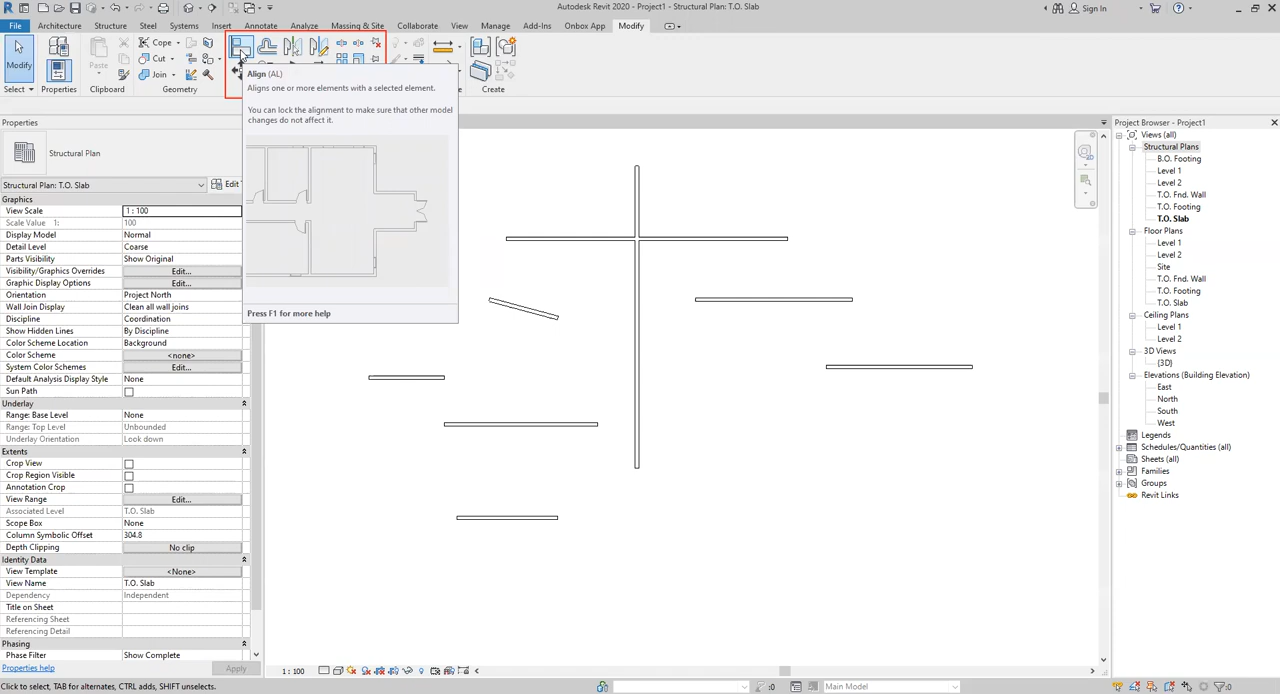 Autodesk Revit 2020 - Project1 - Structural Plan: T.O. Slab
Sign In
File Architecture Structure Steel Systems Insert Annotate Analyze Massing & Site Collaborate View Manage Add-Ins Onbox App Modify
Modify
Paste
Cope
Cut
Join
Select Properties Clipboard Geometry Create
Align (AL)
Aligns one or more elements with a selected element.
You can lock the alignment to make sure that other model
changes do not affect it.
Press F1 for more help
Properties
Structural Plan
Structural Plan: T.O. Slab Edit
Graphics
View Scale 1 : 100
Scale Value 1: 100
Display Model Normal
Detail Level Coarse
Parts Visibility Show Original
Visibility/Graphics Overrides Edit...
Graphic Display Options Edit...
Orientation Project North
Wall Join Display Clean all wall joins
Discipline Coordination
Show Hidden Lines By Discipline
Color Scheme Location Background
Color Scheme <none>
System Color Schemes Edit...
Default Analysis Display Style None
Sun Path
Underlay
Range: Base Level None
Range: Top Level Unbounded
Underlay Orientation Look down
Extents
Crop View
Crop Region Visible
Annotation Crop
View Range Edit...
Associated Level T.O. Slab
Scope Box None
Column Symbolic Offset 304.8
Depth Clipping No clip
Identity Data
View Template <None>
View Name T.O. Slab
Dependency Independent
Title on Sheet
Referencing Sheet
Referencing Detail
Phasing
Phase Filter Show Complete
Properties help Apply
Project Browser - Project1
Views (all)
Structural Plans
B.O. Footing
Level 1
Level 2
T.O. Fnd. Wall
T.O. Footing
T.O. Slab
Floor Plans
Level 1
Level 2
Site
T.O. Fnd. Wall
T.O. Footing
T.O. Slab
Ceiling Plans
Level 1
Level 2
3D Views
{3D}
Elevations (Building Elevation)
East
North
South
West
Legends
Schedules/Quantities (all)
Sheets (all)
Families
Groups
Revit Links
1 : 100
Click to select, TAB for alternates, CTRL adds, SHIFT unselects.
:0
Main Model
:0